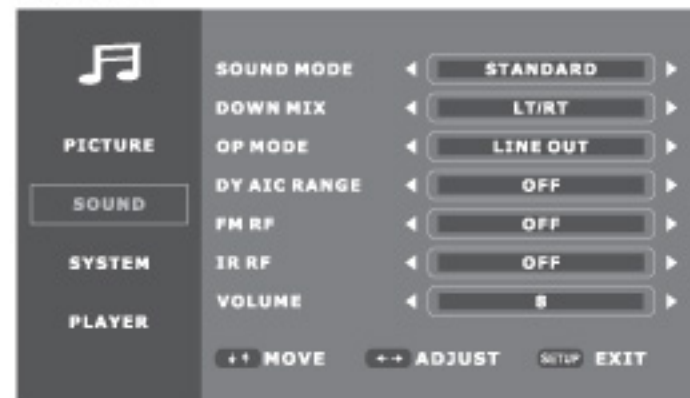 PICTURE
SOUND
SYSTEM
PLAYER
SOUND MODE STANDARD
DOWN MIX LT/RT
OP MODE LINE OUT
DY AIC RANGE OFF
FM RF OFF
IR RF OFF
VOLUME 8
MOVE ADJUST SETUP EXIT